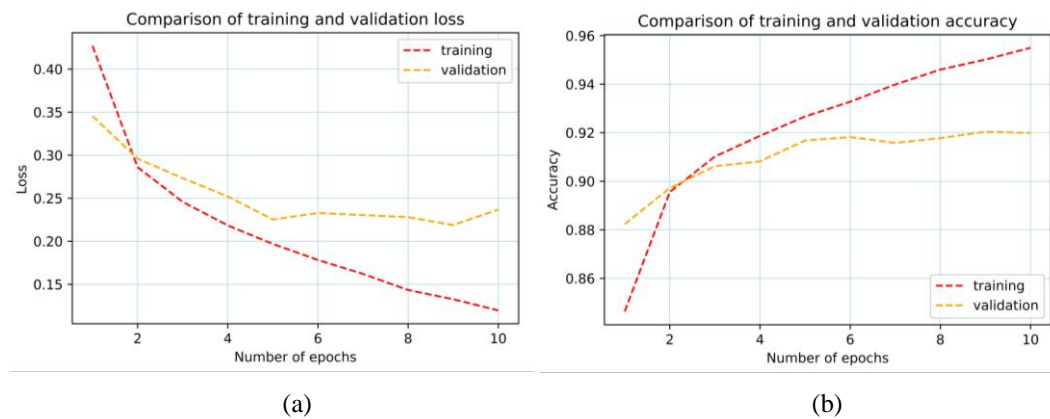 Comparison of training and validation loss
training
validation
0.40
0.35
0.30
0.25
0.20
0.15
Loss
2 4 6 8 10
Number of epochs
(a)
Comparison of training and validation accuracy
0.96
0.94
0.92
0.90
0.88
0.86
Accuracy
training
validation
2 4 6 8 10
Number of epochs
(b)